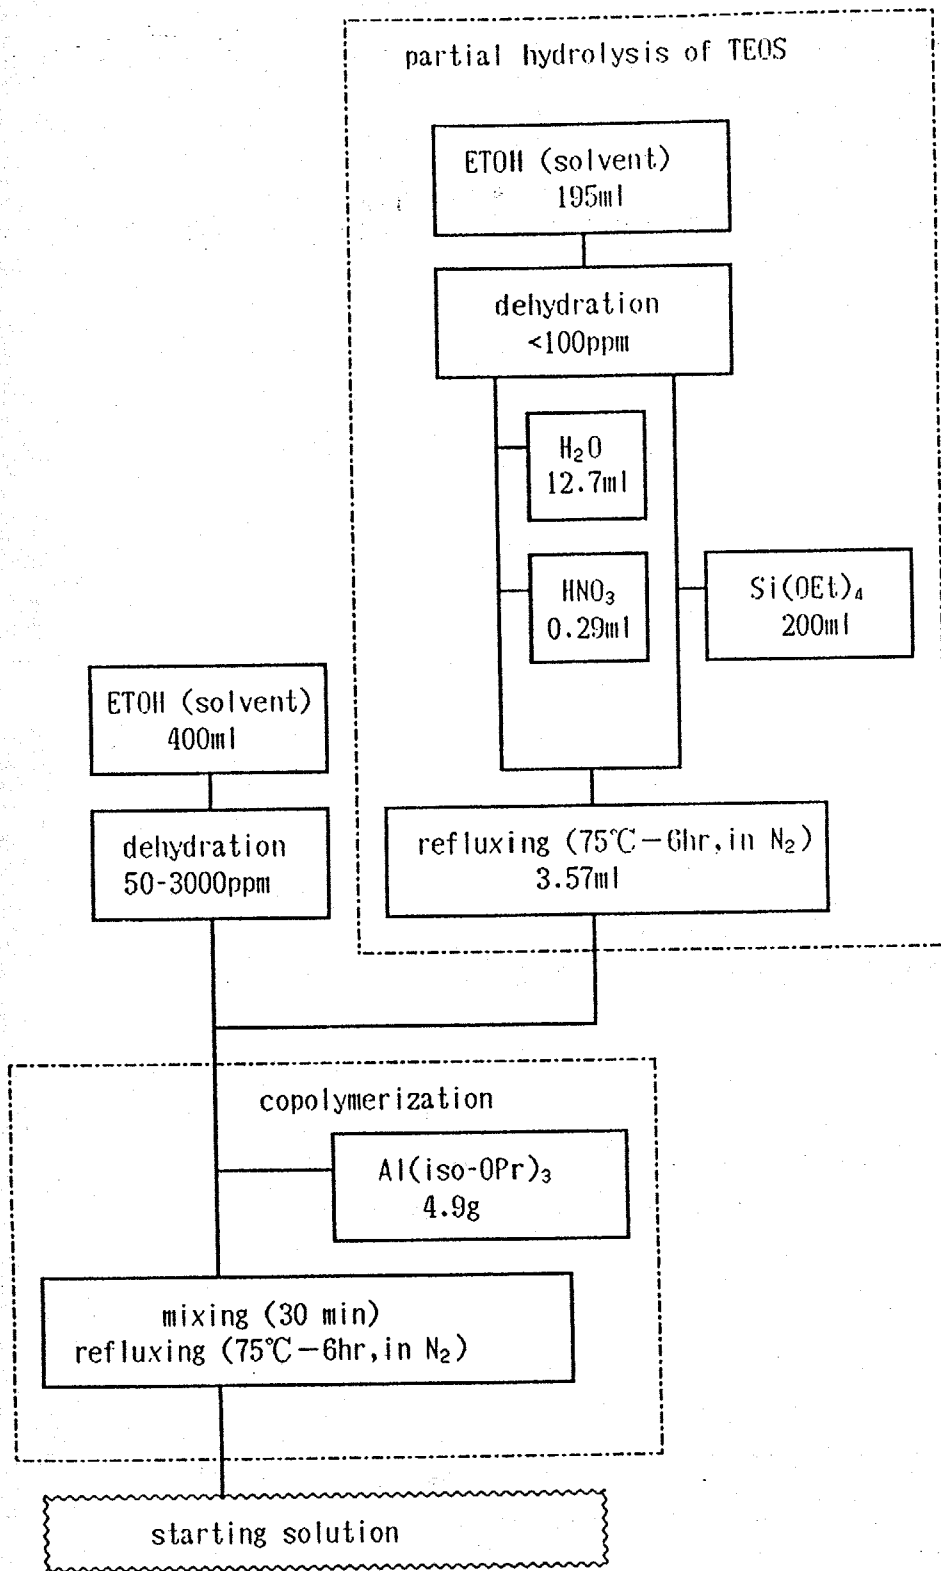 partial hydrolysis of TEOS
ETOH (solvent)
195ml
dehydration
<100ppm
H₂O
12.7ml
HNO₃
0.29ml
Si(OEt)₄
200ml
ETOH (solvent)
400ml
dehydration
50-3000ppm
refluxing (75℃-6hr, in N₂)
3.57ml
copolymerization
Al(iso-OPr)₃
4.9g
mixing (30 min)
refluxing (75℃-6hr, in N₂)
starting solution